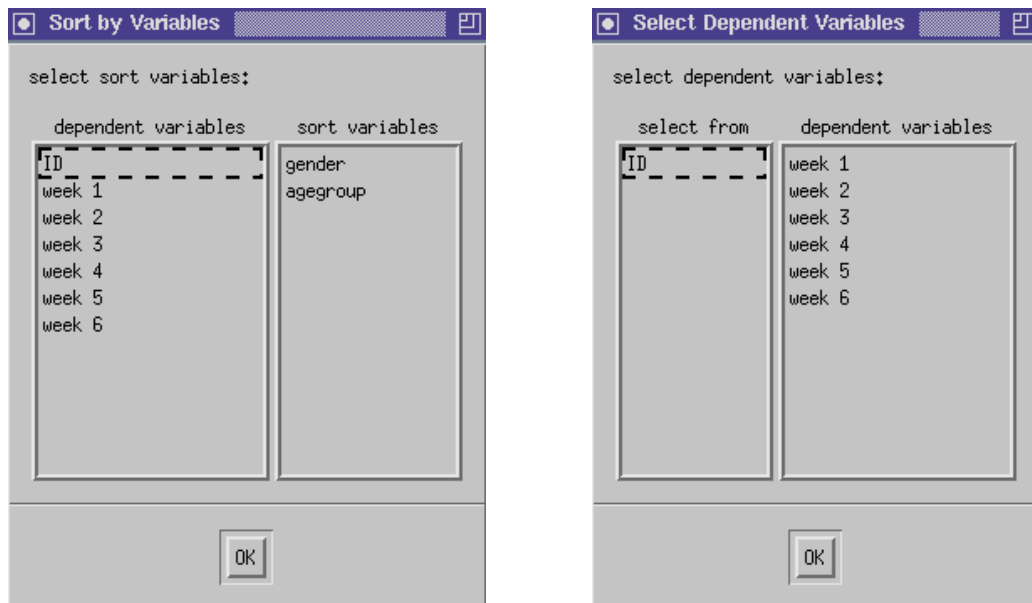 Sort by Variables
select sort variables:
dependent variables
sort variables
ID
week 1
week 2
week 3
week 4
week 5
week 6
gender
agegroup
OK
Select Dependent Variables
select dependent variables:
select from
dependent variables
ID
week 1
week 2
week 3
week 4
week 5
week 6
OK